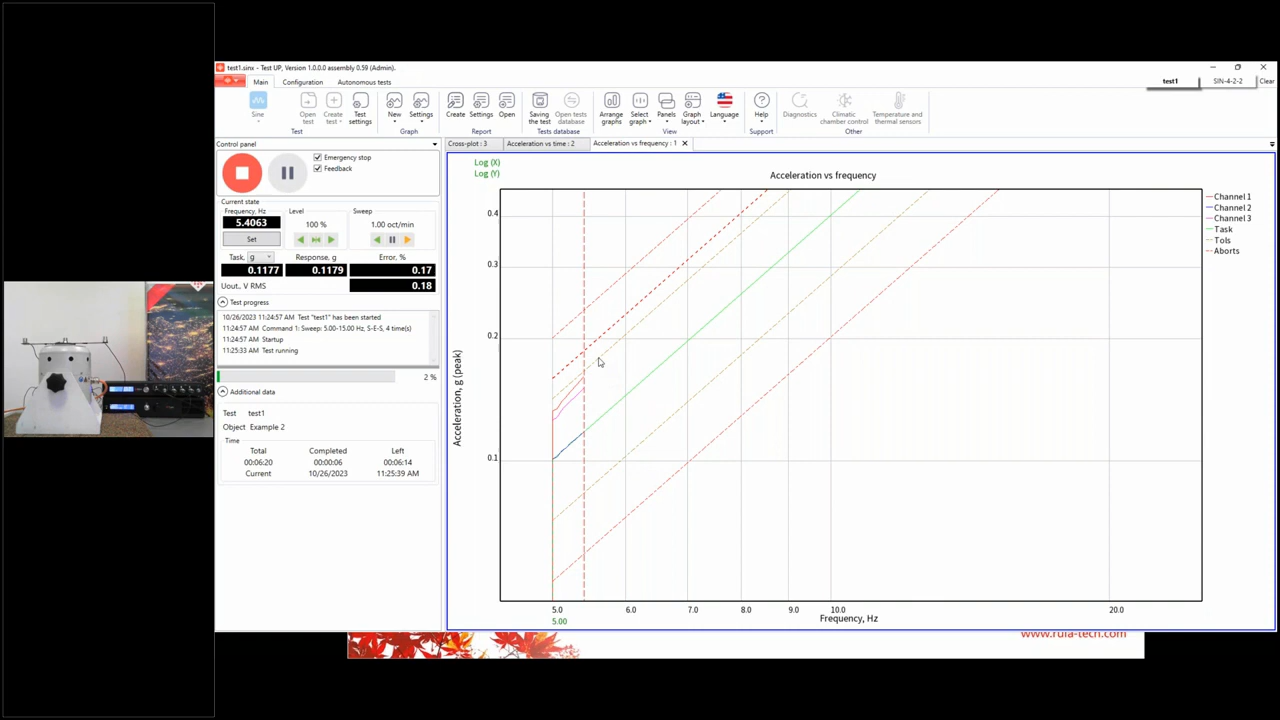 test1.sinx - Test UP, Version 1.0.0.0 assembly 0.59 (Admin).
Main Configuration Autonomous tests
test1 SIN-4-2-2 Clear
Sine Open test Create test Test settings New Settings Create Settings Open Saving the test Open tests database Arrange graphs Select graph Panels Graph layout Language Help Diagnostics Climatic chamber control Temperature and thermal sensors
Test Graph Report Tests database View Support Other
Control panel
Cross-plot : 3 Acceleration vs time : 2 Acceleration vs frequency : 1
Emergency stop
Feedback
Current state
Frequency, Hz Level Sweep
5.4063 100 % 1.00 oct/min
Set
Task, g Response, g Error, %
0.1177 0.1179 0.17
Uout., V RMS 0.18
Test progress
10/26/2023 11:24:57 AM Test "test1" has been started
11:24:57 AM Command 1: Sweep: 5.00-15.00 Hz, S-E-S, 4 time(s)
11:24:57 AM Startup
11:25:33 AM Test running
2 %
Additional data
Test test1
Object Example 2
Time
Total Completed Left
00:06:20 00:00:06 00:06:14
Current 10/26/2023 11:25:39 AM
Log (X)
Log (Y)
Acceleration vs frequency
Acceleration, g (peak)
0.4
0.3
0.2
0.1
5.0 6.0 7.0 8.0 9.0 10.0 20.0
5.00
Frequency, Hz
Channel 1
Channel 2
Channel 3
Task
Tols
Aborts
www.rula-tech.com